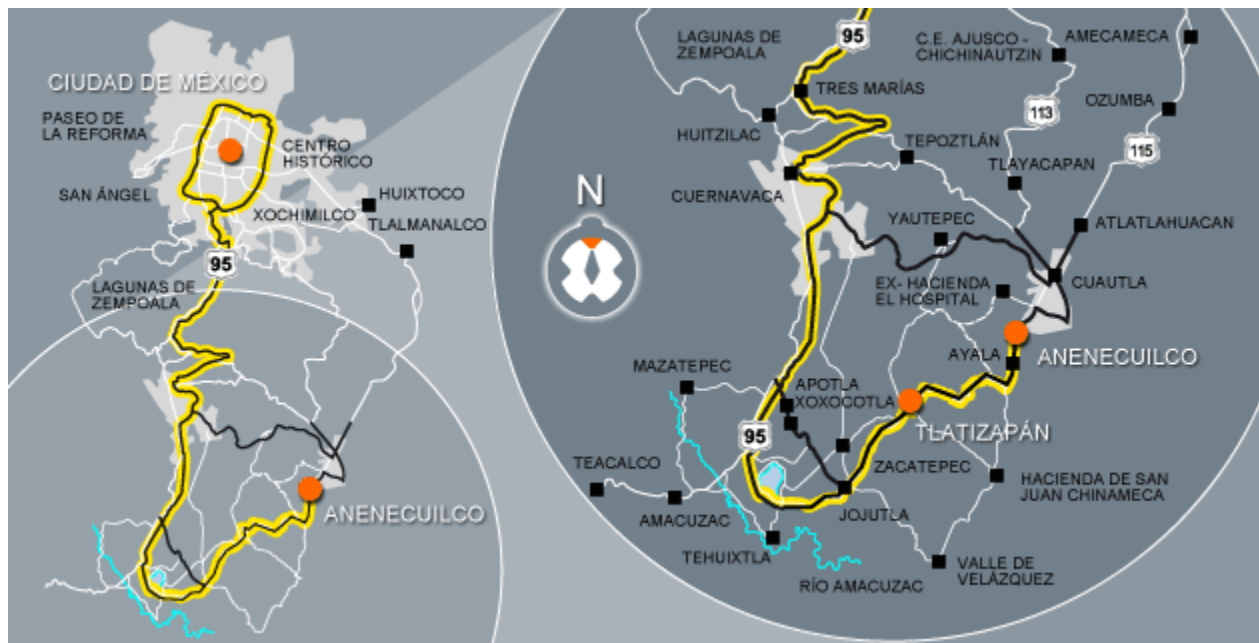 CIUDAD DE MÉXICO
PASEO DE
LA REFORMA
CENTRO
HISTÓRICO
SAN ÁNGEL
HUIXTOCO
XOCHIMILCO
TLALMANALCO
95
LAGUNAS DE
ZEMPOALA
ANENECUILCO
N
95
LAGUNAS DE
ZEMPOALA
C.E. AJUSCO -
CHICHINAUTZIN
AMECAMECA
TRES MARÍAS
OZUMBA
113
HUITZILAC
TEPOZTLÁN
115
TLAYACAPAN
CUERNAVACA
YAUTEPEC
ATLATLAHUACAN
EX- HACIENDA
EL HOSPITAL
CUAUTLA
AYALA
ANENECUILCO
MAZATEPEC
APOTLA
XOXOCOTLA
TLATIZAPÁN
95
TEACALCO
ZACATEPEC
HACIENDA DE SAN
JUAN CHINAMECA
AMACUZAC
JOJUTLA
TEHUIXTLA
VALLE DE
VELÁZQUEZ
RÍO AMACUZAC